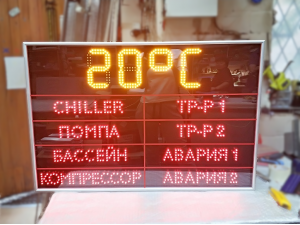 20°C
CHILLER ТР-Р 1
ПОМПА ТР-Р 2
БАССЕЙН АВАРИЯ 1
КОМПРЕССОР АВАРИЯ 2